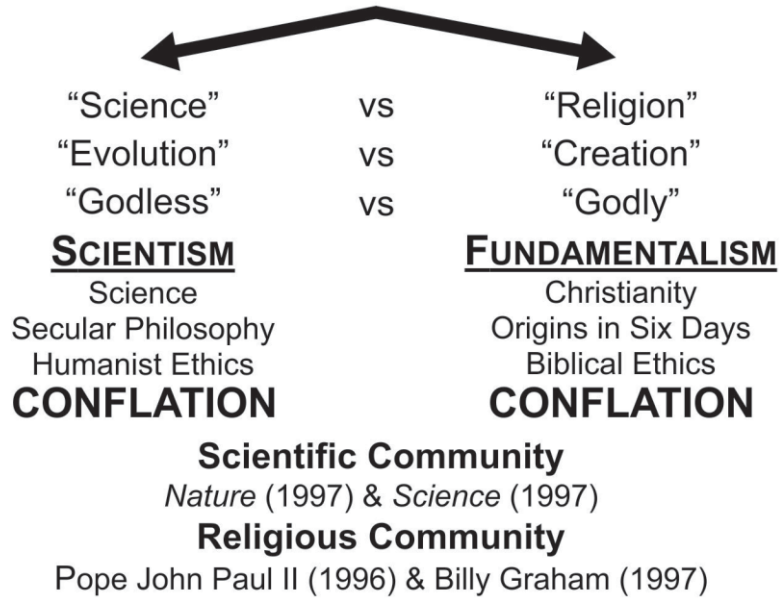 “Science” vs “Religion”
“Evolution” vs “Creation”
“Godless” vs “Godly”
SCIENTISM FUNDAMENTALISM
Science Christianity
Secular Philosophy Origins in Six Days
Humanist Ethics Biblical Ethics
CONFLATION CONFLATION
Scientific Community
Nature (1997) & Science (1997)
Religious Community
Pope John Paul II (1996) & Billy Graham (1997)